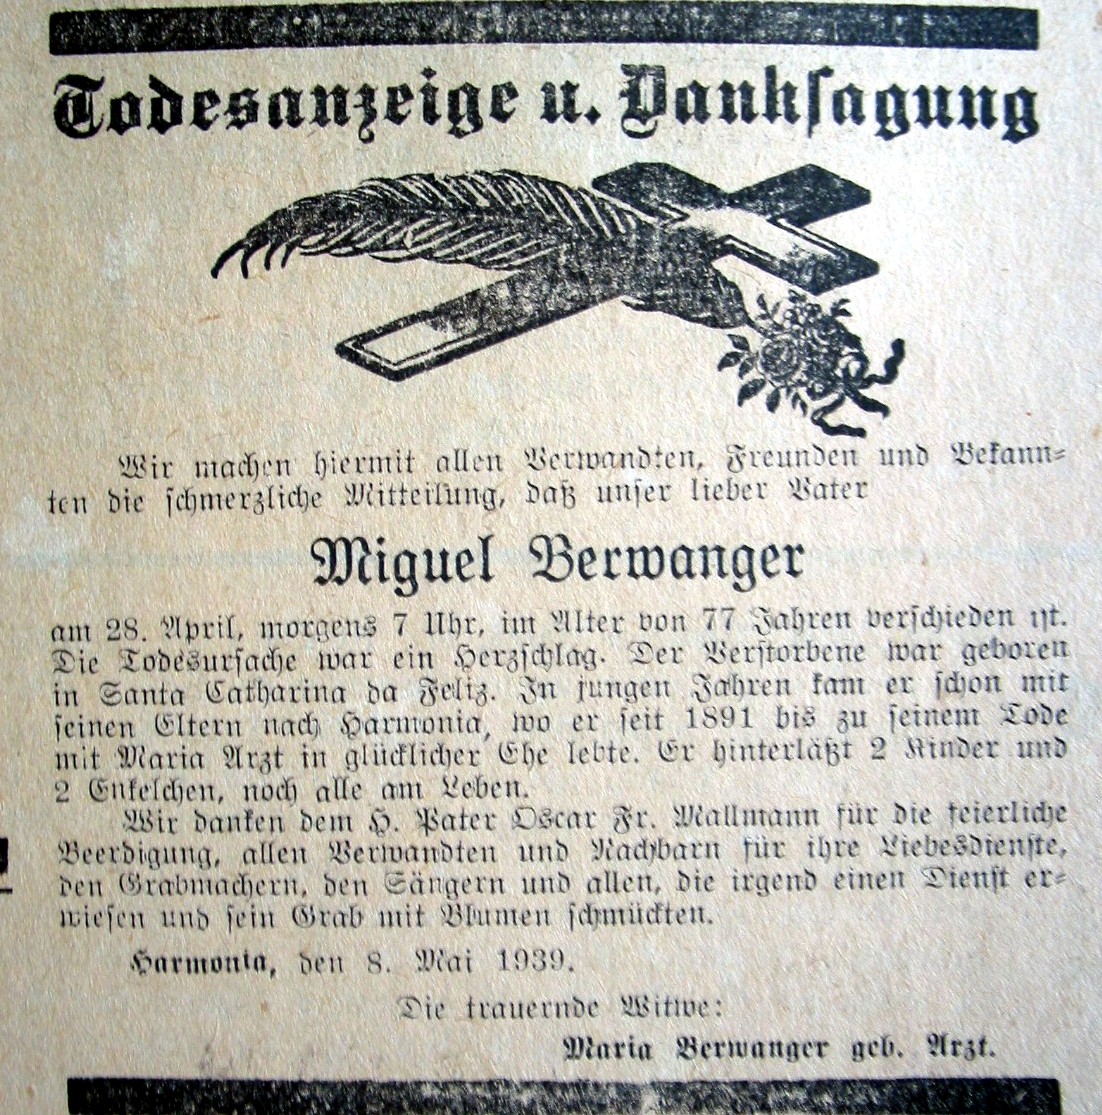 Todesanzeige u. Danksagung
Wir machen hiermit allen Verwandten, Freunden und Bekann-
ten die schmerzliche Mitteilung, daß unser lieber Vater
Miguel Berwanger
am 28. April, morgens 7 Uhr, im Alter von 77 Jahren verschieden ist.
Die Todesursache war ein Herzschlag. Der Verstorbene war geboren
in Santa Catharina da Feliz. In jungen Jahren kam er schon mit
seinen Eltern nach Harmonia, wo er seit 1891 bis zu seinem Tode
mit Maria Arzt in glücklicher Ehe lebte. Er hinterläßt 2 Kinder und
2 Enkelchen, noch alle am Leben.
Wir danken dem H. Pater Oscar Fr. Mallmann für die feierliche
Beerdigung, allen Verwandten und Nachbarn für ihre Liebesdienste,
den Grabmachern, den Sängern und allen, die irgend einen Dienst er-
wiesen und sein Grab mit Blumen schmückten.
Harmonia, den 8. Mai 1939.
Die trauernde Witwe:
Maria Berwanger geb. Arzt.